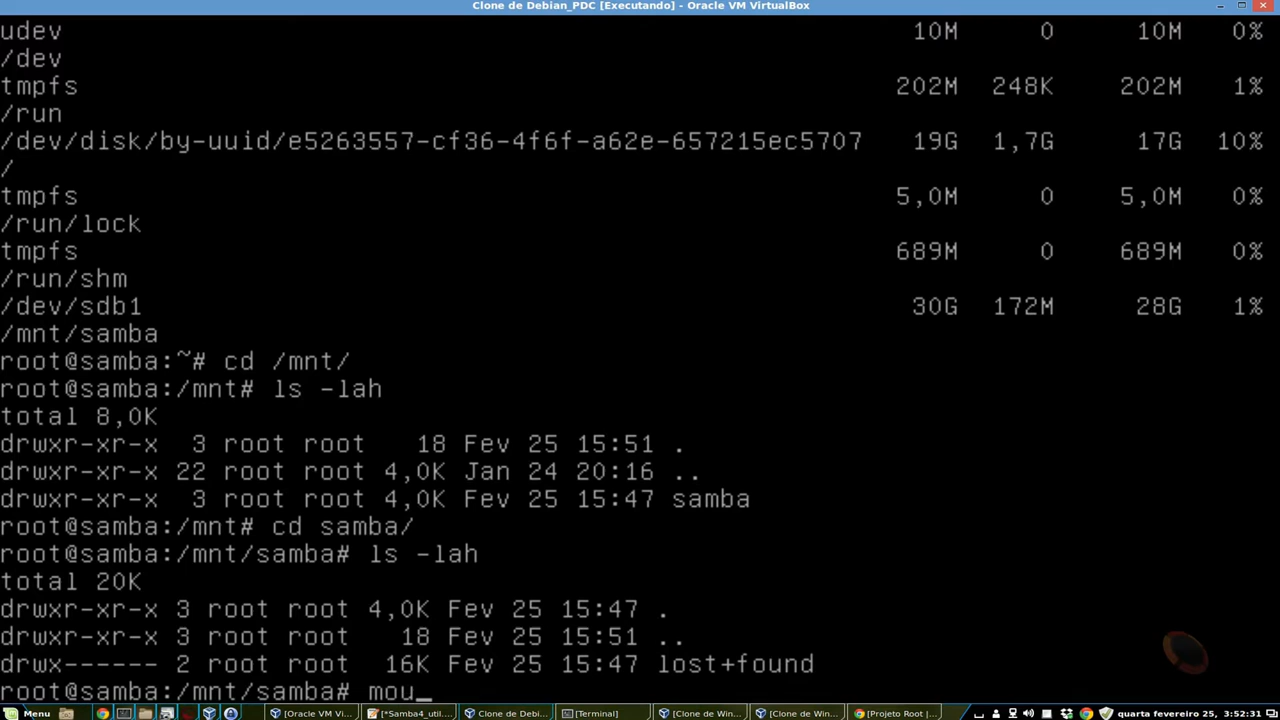 Clone de Debian_PDC [Executando] - Oracle VM VirtualBox
udev 10M 0 10M 0%
/dev
tmpfs 202M 248K 202M 1%
/run
/dev/disk/by-uuid/e5263557-cf36-4f6f-a62e-657215ec5707 19G 1,7G 17G 10%
/
tmpfs 5,0M 0 5,0M 0%
/run/lock
tmpfs 689M 0 689M 0%
/run/shm
/dev/sdb1 30G 172M 28G 1%
/mnt/samba
root@samba:~# cd /mnt/
root@samba:/mnt# ls -lah
total 8,0K
drwxr-xr-x 3 root root 18 Fev 25 15:51 .
drwxr-xr-x 22 root root 4,0K Jan 24 20:16 ..
drwxr-xr-x 3 root root 4,0K Fev 25 15:47 samba
root@samba:/mnt# cd samba/
root@samba:/mnt/samba# ls -lah
total 20K
drwxr-xr-x 3 root root 4,0K Fev 25 15:47 .
drwxr-xr-x 3 root root 18 Fev 25 15:51 ..
drwx------ 2 root root 16K Fev 25 15:47 lost+found
root@samba:/mnt/samba# mou_
Menu [Oracle VM Vi... [*Samba4_util.... Clone de Debi... [Terminal] [Clone de Win... [Clone de Win... [Projeto Root |... quarta fevereiro 25, 3:52:31